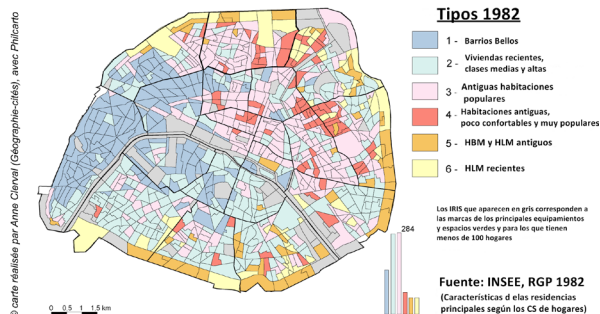 Tipos 1982
1 - Barrios Bellos
2 - Viviendas recientes,
clases medias y altas
3 - Antiguas habitaciones
populares
4 - Habitaciones antiguas,
poco confortables y muy populares
5 - HBM y HLM antiguos
6 - HLM recientes
Los IRIS que aparecen en gris corresponden a
las marcas de los principales equipamientos
y espacios verdes y para los que tienen
menos de 100 hogares
284
Fuente: INSEE, RGP 1982
(Características d elas residencias
principales según los CS de hogares)
0 0.5 1 1.5 km
© carte réalisée par Anne Clerval (Géographie-cités), avec Philcarto